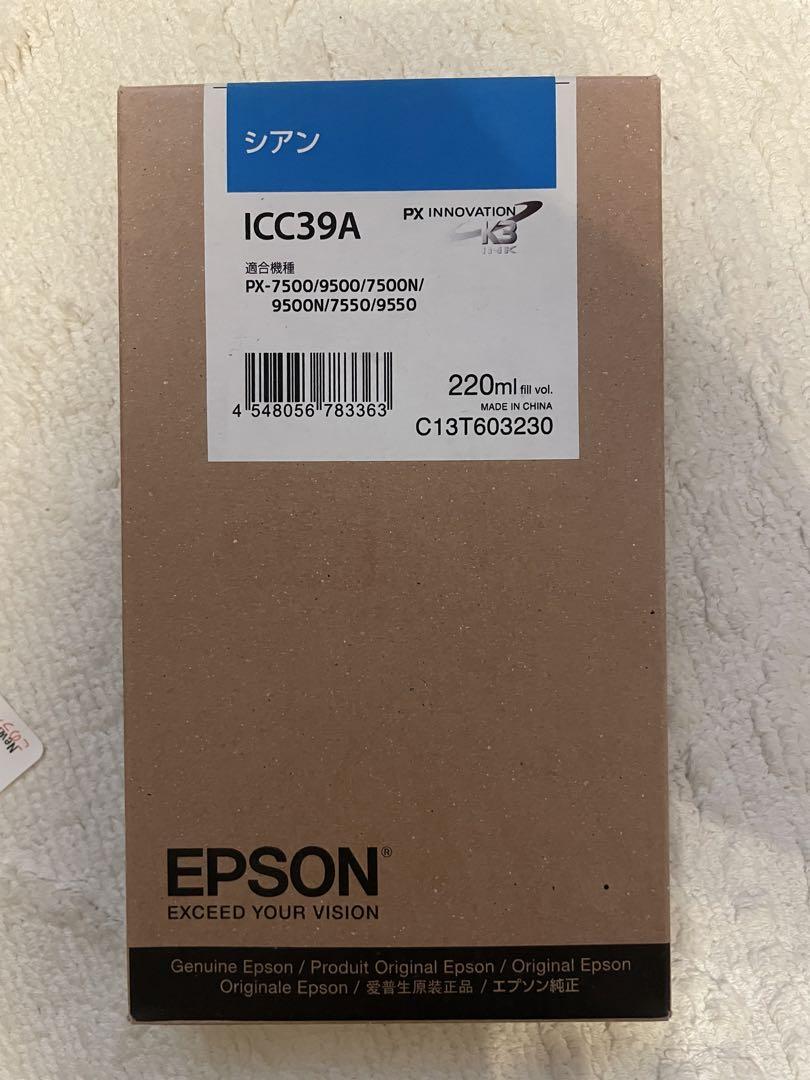 シアン
ICC39A
PX INNOVATION
K3
INK
適合機種
PX-7500/9500/7500N/
9500N/7550/9550
4 548056 783363
220ml fill vol.
MADE IN CHINA
C13T603230
New
EPSON®
EXCEED YOUR VISION
Genuine Epson / Produit Original Epson / Original Epson
Originale Epson / 爱普生原装正品 / エプソン純正